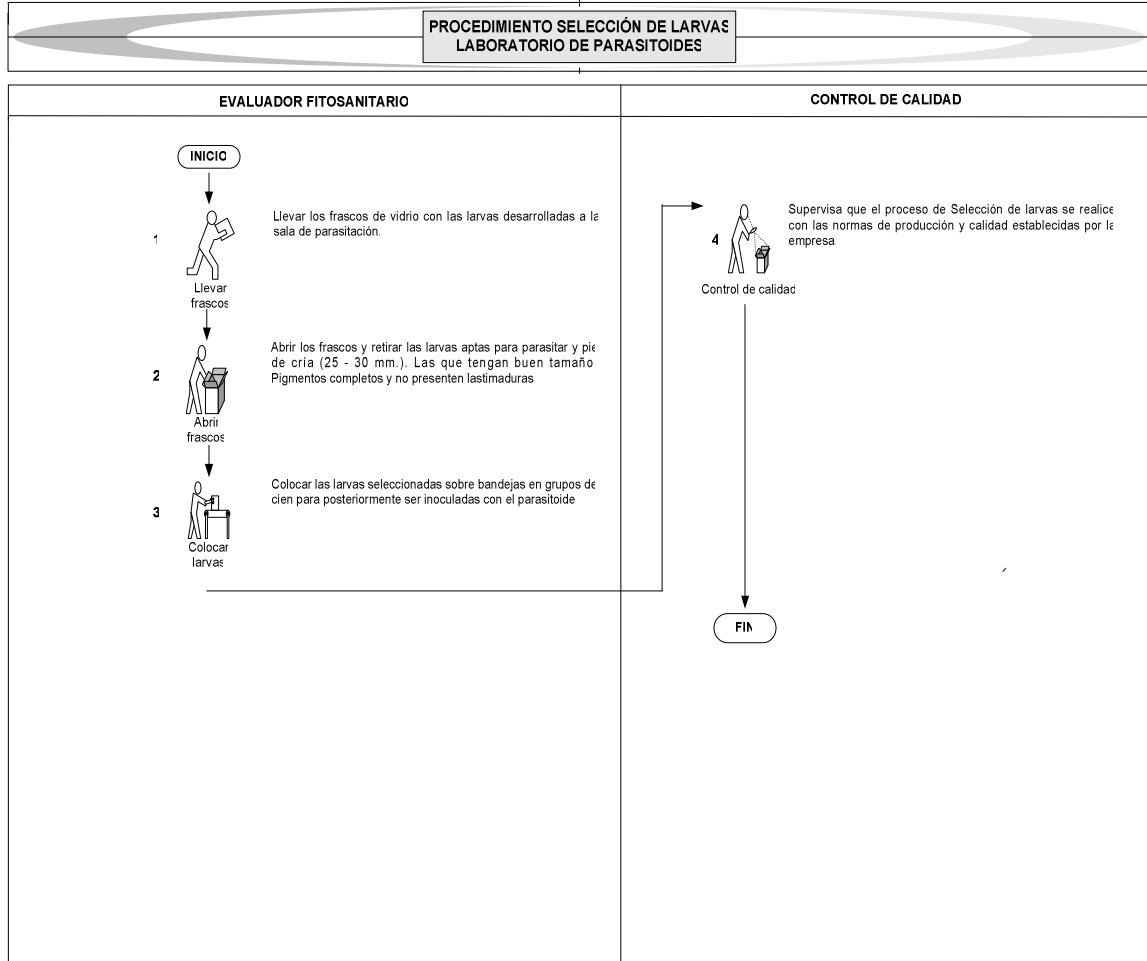 PROCEDIMIENTO SELECCIÓN DE LARVAS
LABORATORIO DE PARASITOIDES
EVALUADOR FITOSANITARIO
CONTROL DE CALIDAD
INICIO
1
Llevar los frascos de vidrio con las larvas desarrolladas a la
sala de parasitación.
Llevar
frascos
2
Abrir los frascos y retirar las larvas aptas para parasitar y pie
de cría (25 - 30 mm.). Las que tengan buen tamaño
Pigmentos completos y no presenten lastimaduras
Abrir
frascos
3
Colocar las larvas seleccionadas sobre bandejas en grupos de
cien para posteriormente ser inoculadas con el parasitoide
Colocar
larvas
4
Supervisa que el proceso de Selección de larvas se realice
con las normas de producción y calidad establecidas por la
empresa.
Control de calidad
FIN